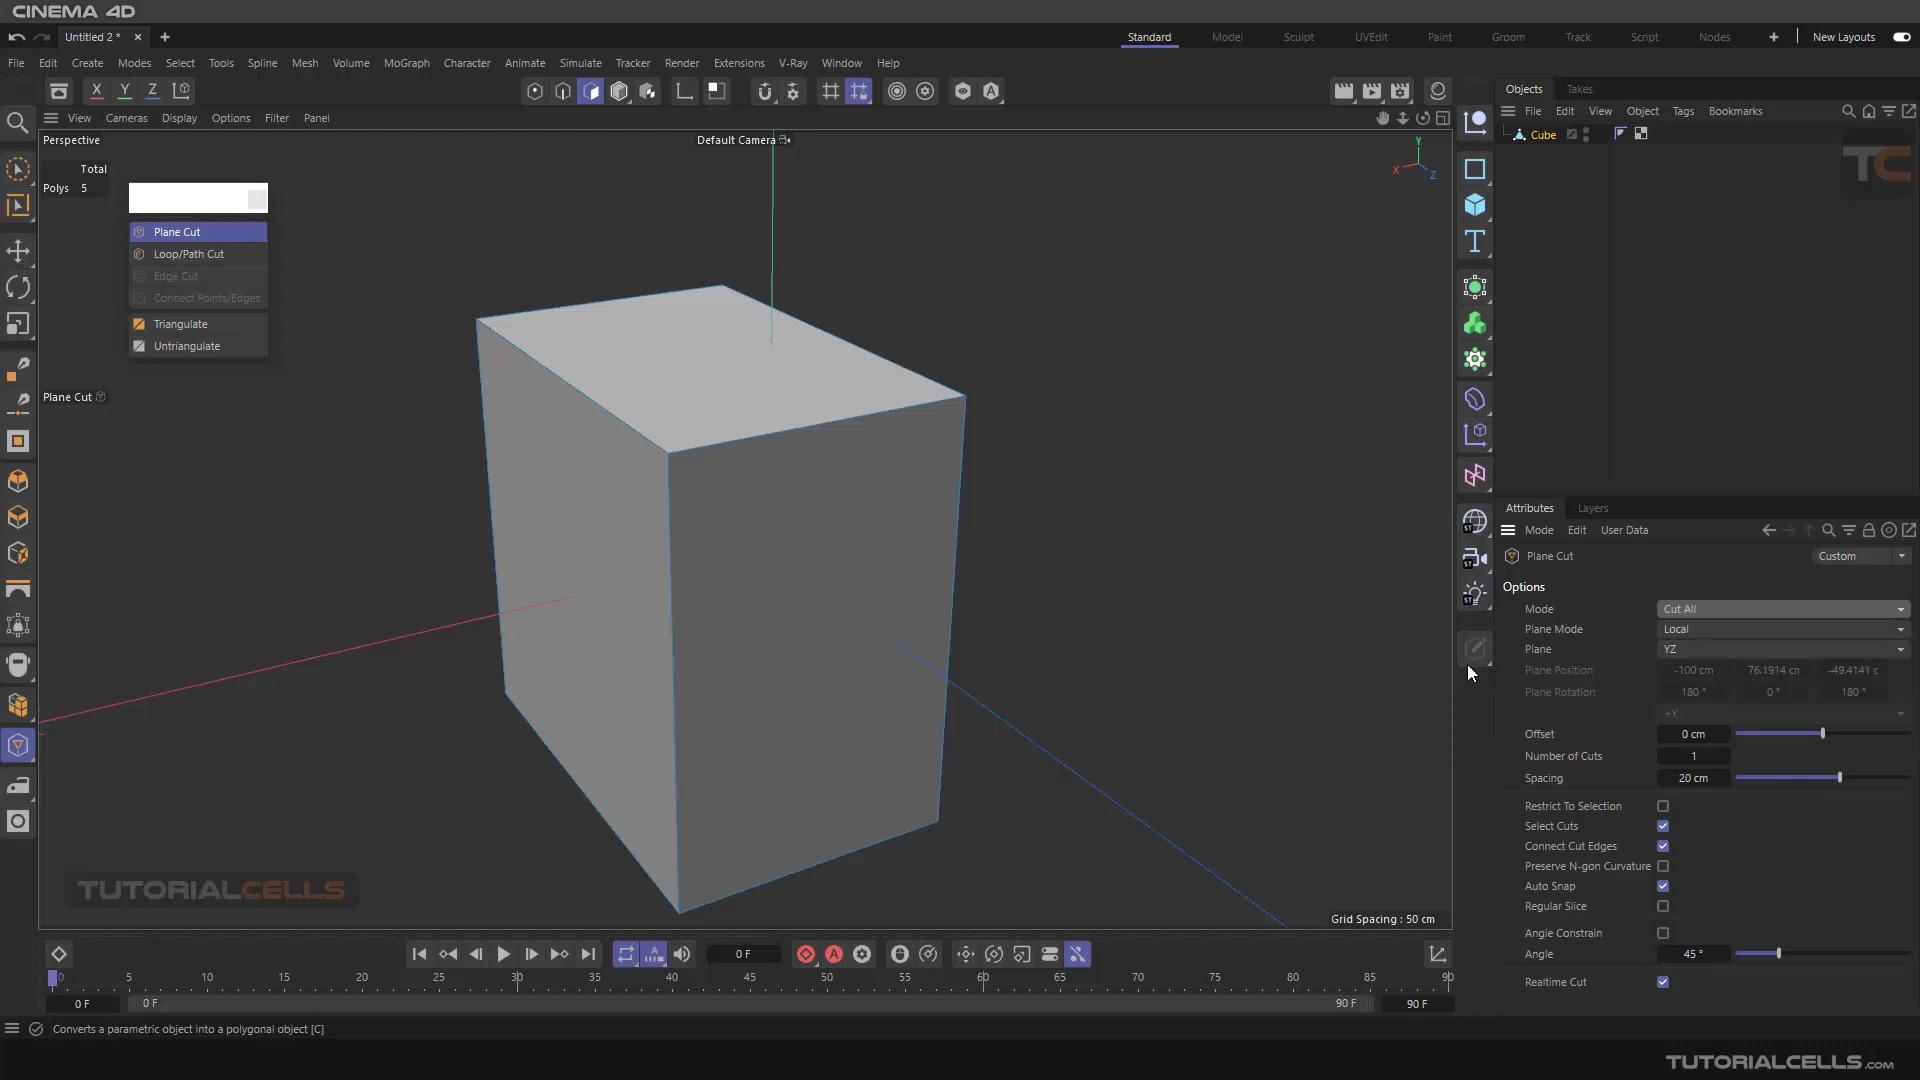 CINEMA 4D
Untitled 2 *
Standard Model Sculpt UVEdit Paint Groom Track Script Nodes New Layouts
File Edit Create Modes Select Tools Spline Mesh Volume MoGraph Character Animate Simulate Tracker Render Extensions V-Ray Window Help
X Y Z
Objects Takes
View Cameras Display Options Filter Panel
File Edit View Object Tags Bookmarks
Perspective
Default Camera
Cube
Y
X
Z
TC
Total
Polys 5
Plane Cut
Loop/Path Cut
Edge Cut
Connect Points/Edges
Triangulate
Untriangulate
Plane Cut
Attributes Layers
Mode Edit User Data
Plane Cut
Custom
Options
Mode Cut All
Plane Mode Local
Plane YZ
Plane Position -100 cm 76.1914 cn -49.4141 c
Plane Rotation 180 ° 0 ° 180 °
+Y
Offset 0 cm
Number of Cuts 1
Spacing 20 cm
Restrict To Selection
Select Cuts
Connect Cut Edges
Preserve N-gon Curvature
Auto Snap
Regular Slice
Angle Constrain
Angle 45 °
Realtime Cut
TUTORIALCELLS
Grid Spacing : 50 cm
0 F
0 5 10 15 20 25 30 35 40 45 50 55 60 65 70 75 80 85 90
0 F 0 F 90 F 90 F
Converts a parametric object into a polygonal object [C]
TUTORIALCELLS.COM